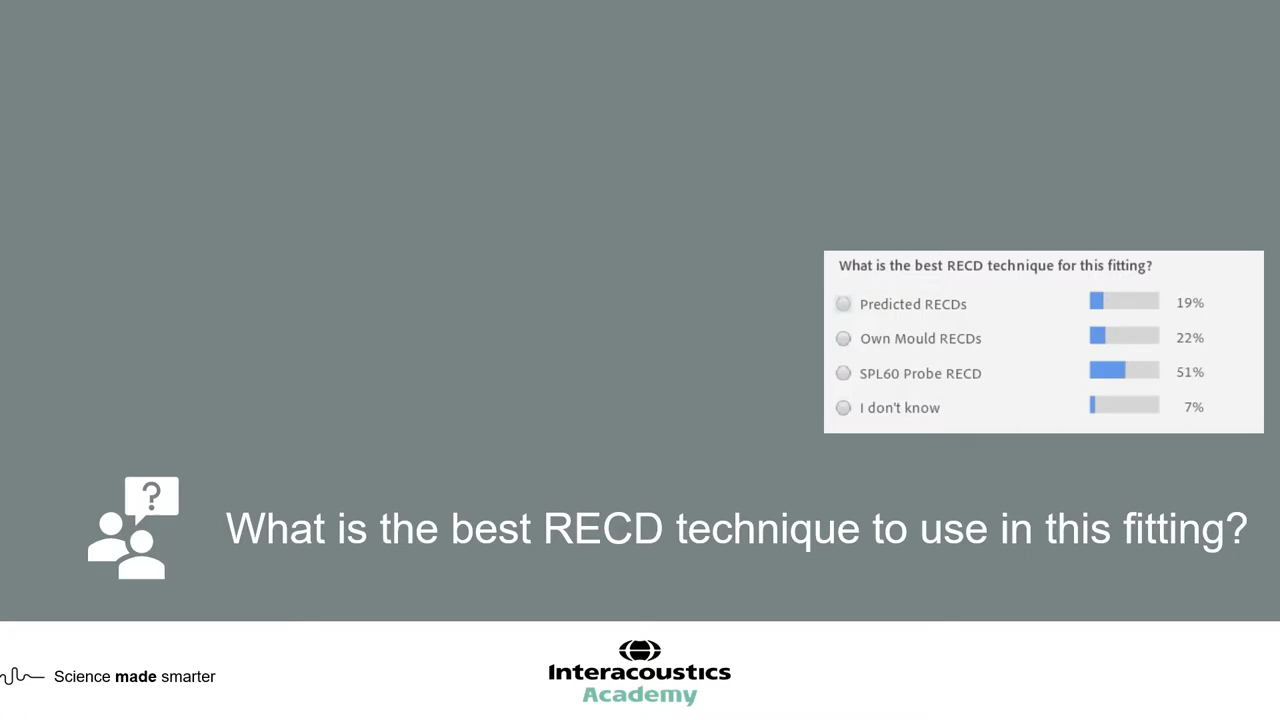 What is the best RECD technique for this fitting?
Predicted RECDs 19%
Own Mould RECDs 22%
SPL60 Probe RECD 51%
I don't know 7%
?
What is the best RECD technique to use in this fitting?
Science made smarter
Interacoustics
Academy